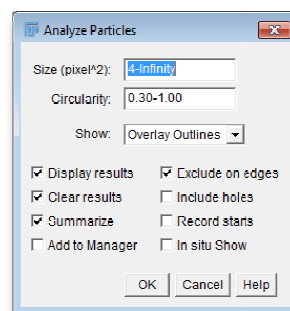 Analyze Particles
Size (pixel^2): 4-Infinity
Circularity: 0.30-1.00
Show: Overlay Outlines
Display results Exclude on edges
Clear results Include holes
Summarize Record starts
Add to Manager In situ Show
OK Cancel Help